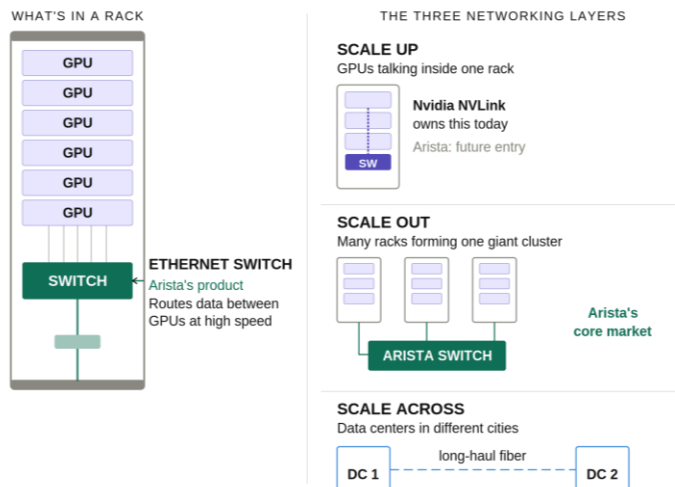 WHAT'S IN A RACK
GPU
GPU
GPU
GPU
GPU
GPU
SWITCH
ETHERNET SWITCH
Arista's product
Routes data between
GPUs at high speed
THE THREE NETWORKING LAYERS
SCALE UP
GPUs talking inside one rack
SW
Nvidia NVLink
owns this today
Arista: future entry
SCALE OUT
Many racks forming one giant cluster
ARISTA SWITCH
Arista's
core market
SCALE ACROSS
Data centers in different cities
DC 1
long-haul fiber
DC 2